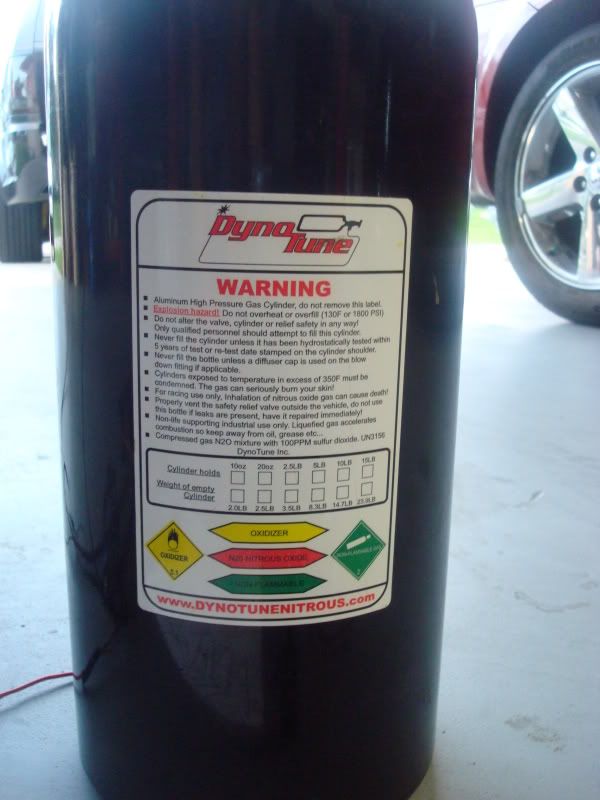 Dyno
Tune
WARNING
Aluminum High Pressure Gas Cylinder, do not remove this label.
Explosion hazard! Do not overheat or overfill (130F or 1800 PSI)
Do not alter the valve, cylinder or relief safety in any way!
Only qualified personnel should attempt to fill this cylinder.
Never fill the cylinder unless it has been hydrostatically tested within
5 years of test or re-test date stamped on the cylinder shoulder.
Never fill the bottle unless a diffuser cap is used on the blow
down fitting if applicable.
Cylinders exposed to temperature in excess of 350F must be
condemned. The gas can seriously burn your skin!
For racing use only, Inhalation of nitrous oxide gas can cause death!
Properly vent the safety relief valve outside the vehicle, do not use
this bottle if leaks are present, have it repaired immediately!
Non-life supporting industrial use only. Liquefied gas accelerates
combustion so keep away from oil, grease etc...
Compressed gas N2O mixture with 100PPM sulfur dioxide. UN3156
DynoTune Inc.
10oz 20oz 2.5LB 5LB 10LB 15LB
Cylinder holds
Weight of empty
Cylinder
2.0LB 2.5LB 3.5LB 8.3LB 14.7LB 23.9LB
OXIDIZER
N20 NITROUS OXIDE
NON-FLAMMABLE
OXIDIZER
5.1
NON-FLAMMABLE GAS
2
www.DYNOTUNENITROUS.com